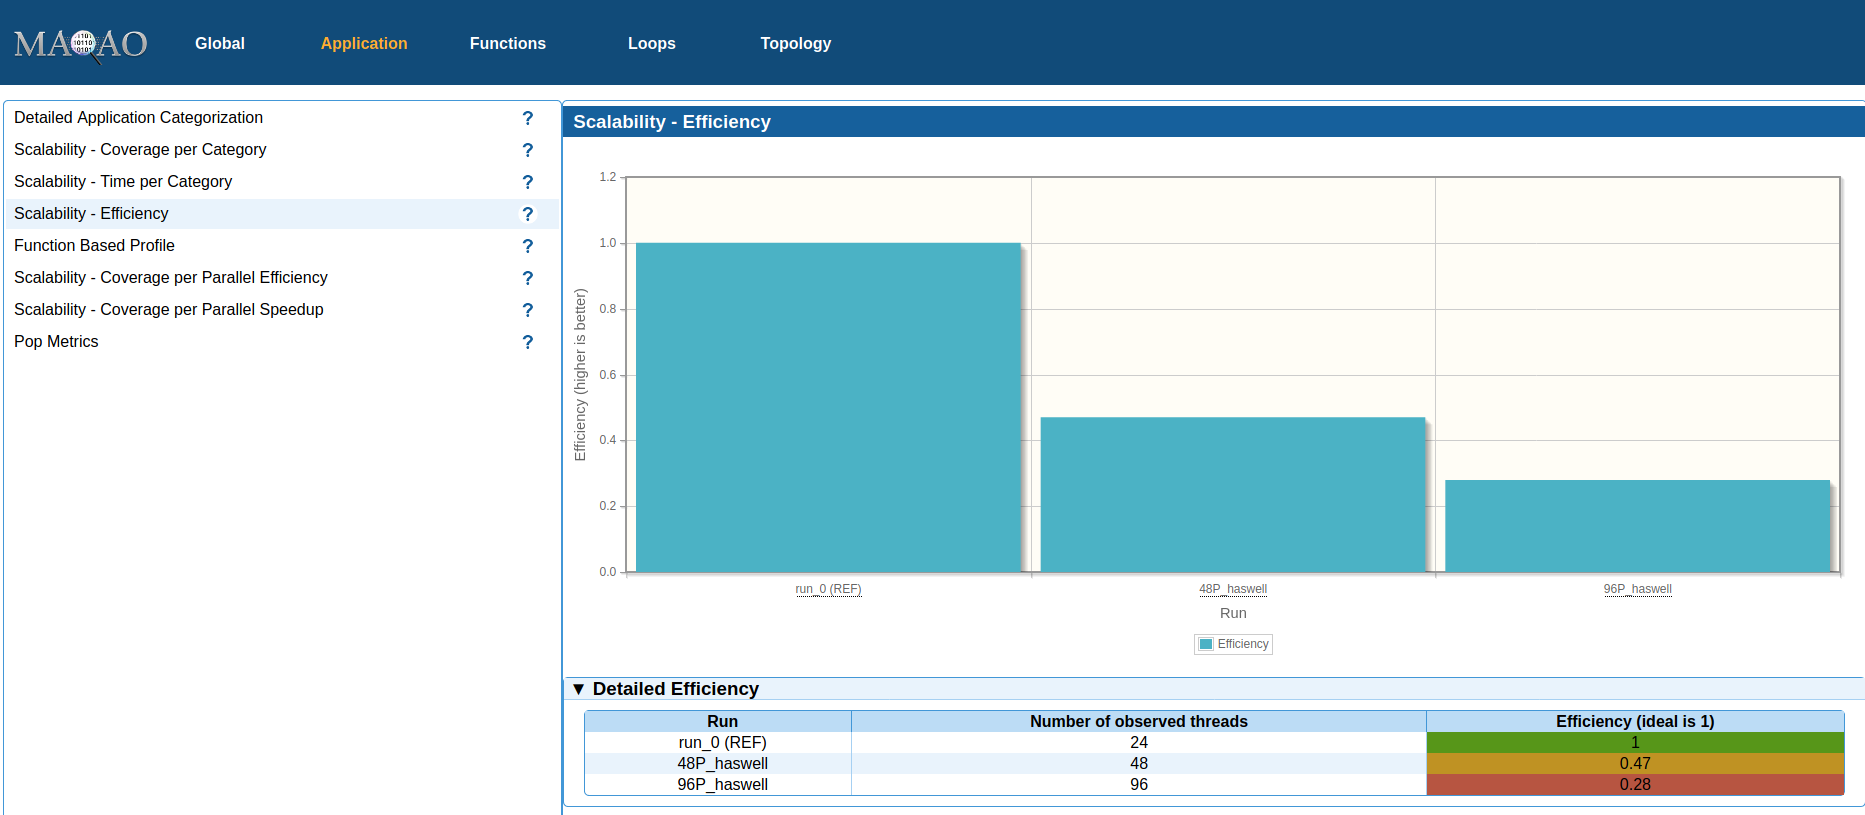 MAQAO Global Application Functions Loops Topology
Detailed Application Categorization ?
Scalability - Coverage per Category ?
Scalability - Time per Category ?
Scalability - Efficiency ?
Function Based Profile ?
Scalability - Coverage per Parallel Efficiency ?
Scalability - Coverage per Parallel Speedup ?
Pop Metrics ?
Scalability - Efficiency
1.2
1.0
0.8
0.6
0.4
0.2
0.0
Efficiency (higher is better)
run_0 (REF) 48P_haswell 96P_haswell
Run
Efficiency
▼ Detailed Efficiency
Run Number of observed threads Efficiency (ideal is 1)
run_0 (REF) 24 1
48P_haswell 48 0.47
96P_haswell 96 0.28